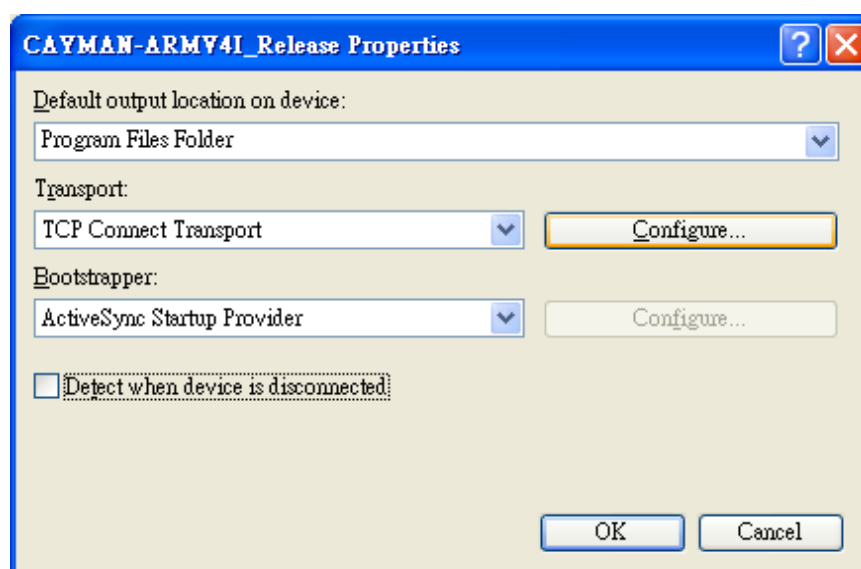 CAYMAN-ARMV4I_Release Properties
Default output location on device:
Program Files Folder
Transport:
TCP Connect Transport
Configure...
Bootstrapper:
ActiveSync Startup Provider
Configure...
Detect when device is disconnected
OK
Cancel